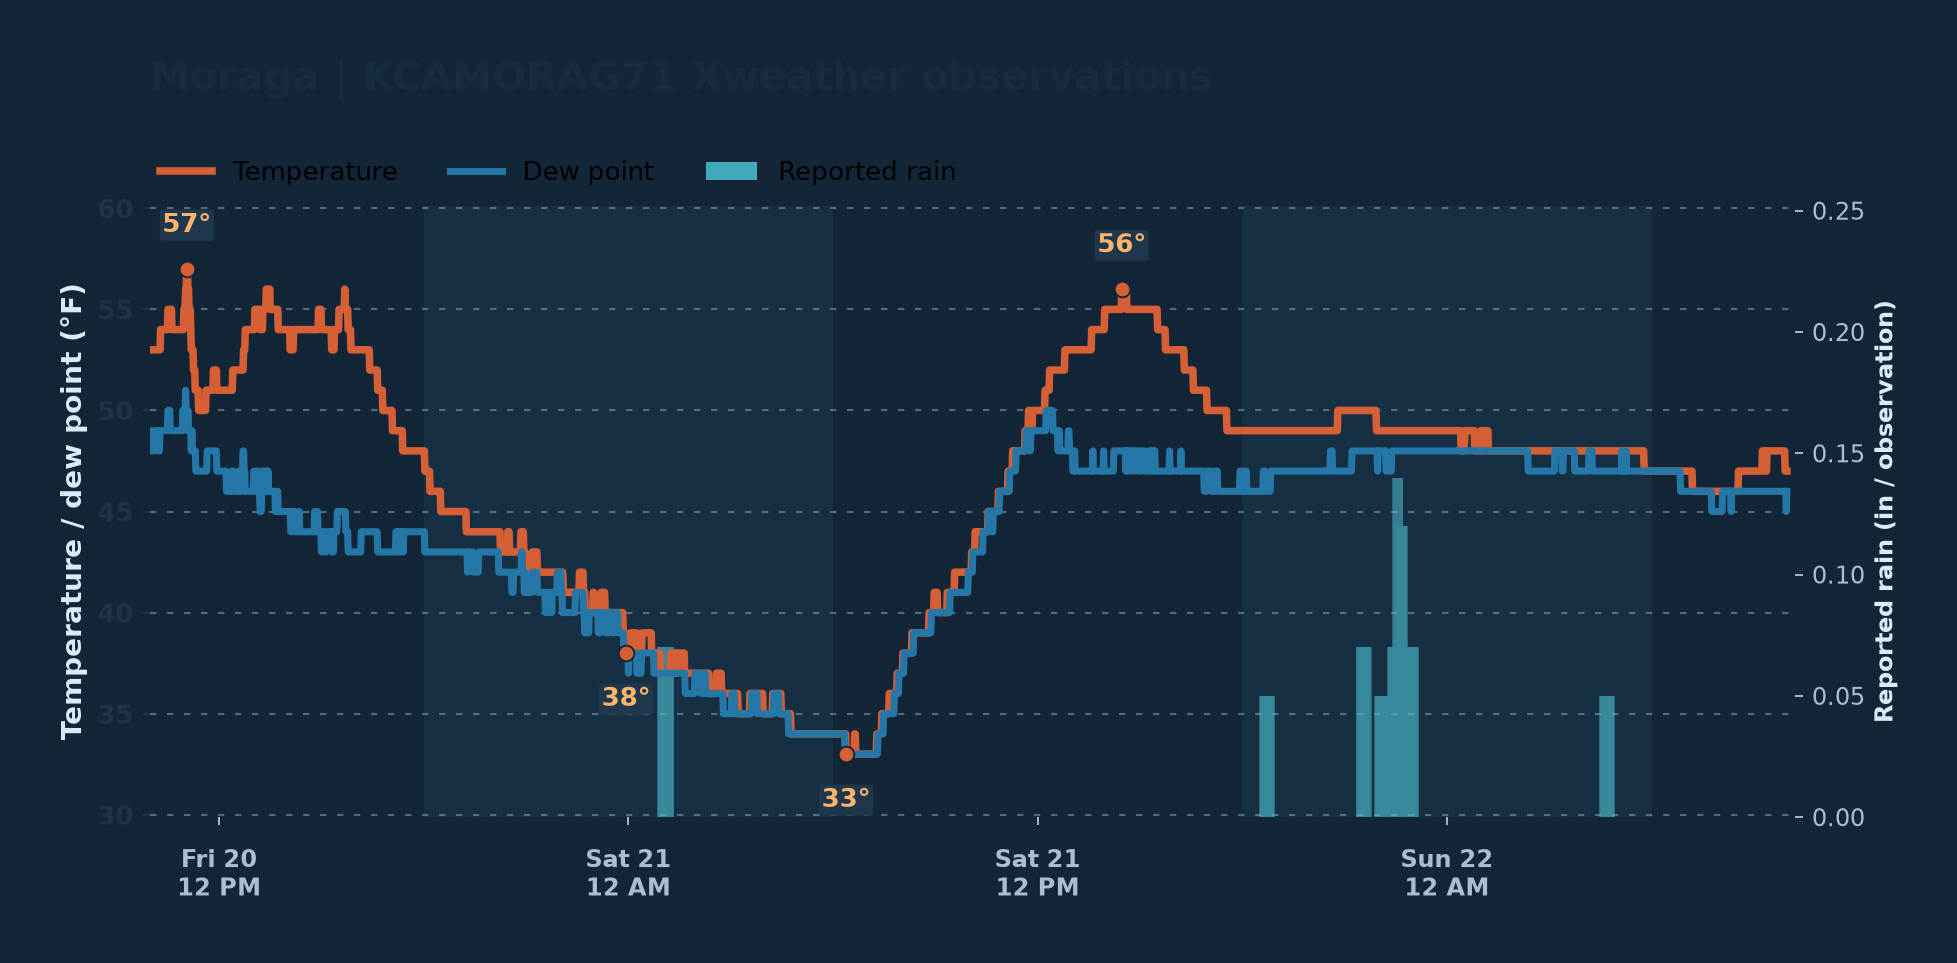 Moraga | KCAMORAG71 Xweather observations
Temperature
Dew point
Reported rain
60
55
50
45
40
35
30
Temperature / dew point (°F)
57°
38°
33°
56°
0.25
0.20
0.15
0.10
0.05
0.00
Reported rain (in / observation)
Fri 20
12 PM
Sat 21
12 AM
Sat 21
12 PM
Sun 22
12 AM